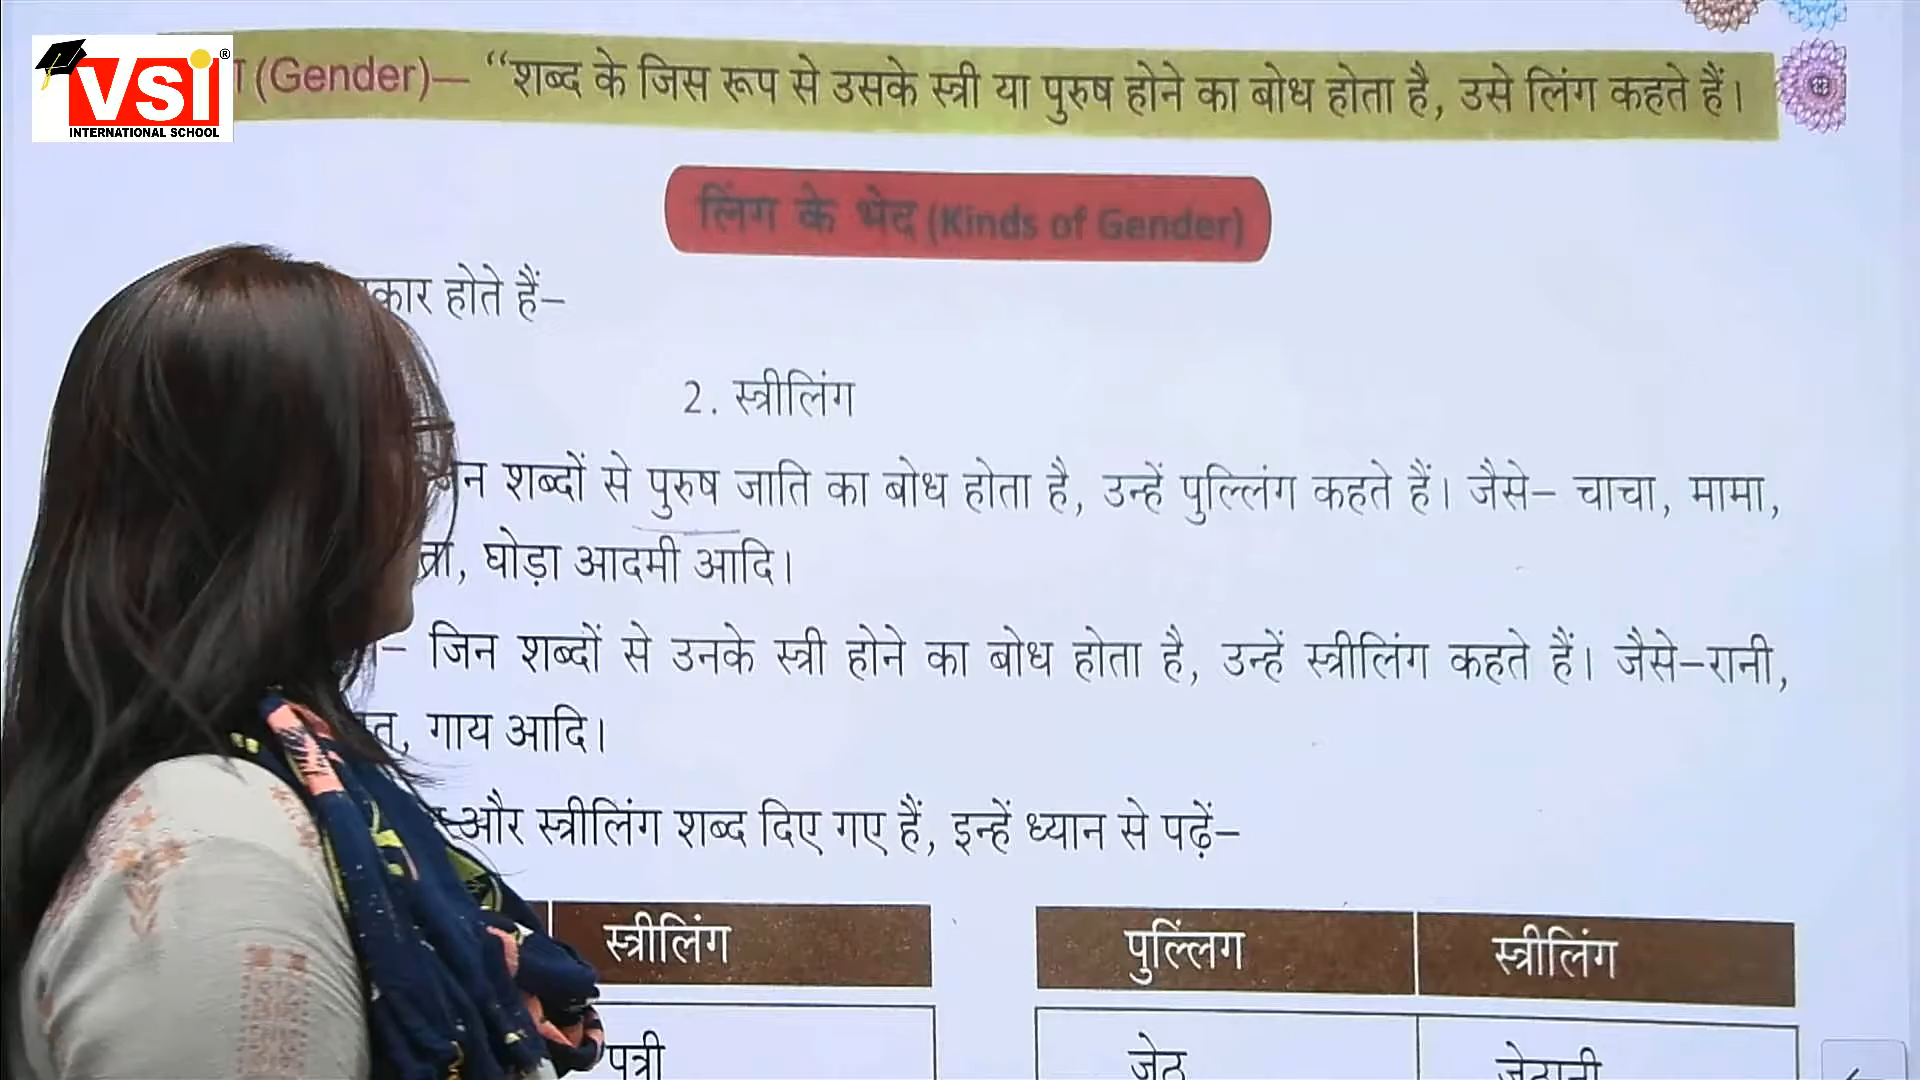 VSI
INTERNATIONAL SCHOOL
(Gender)— “शब्द के जिस रूप से उसके स्त्री या पुरुष होने का बोध होता है, उसे लिंग कहते हैं।
लिंग के भेद (Kinds of Gender)
होते हैं–
2. स्त्रीलिंग
शब्दों से पुरुष जाति का बोध होता है, उन्हें पुल्लिंग कहते हैं। जैसे– चाचा, मामा,
घोड़ा आदमी आदि।
– जिन शब्दों से उनके स्त्री होने का बोध होता है, उन्हें स्त्रीलिंग कहते हैं। जैसे–रानी,
गाय आदि।
और स्त्रीलिंग शब्द दिए गए हैं, इन्हें ध्यान से पढ़ें–
स्त्रीलिंग पुल्लिंग स्त्रीलिंग
जेठ जेठानी